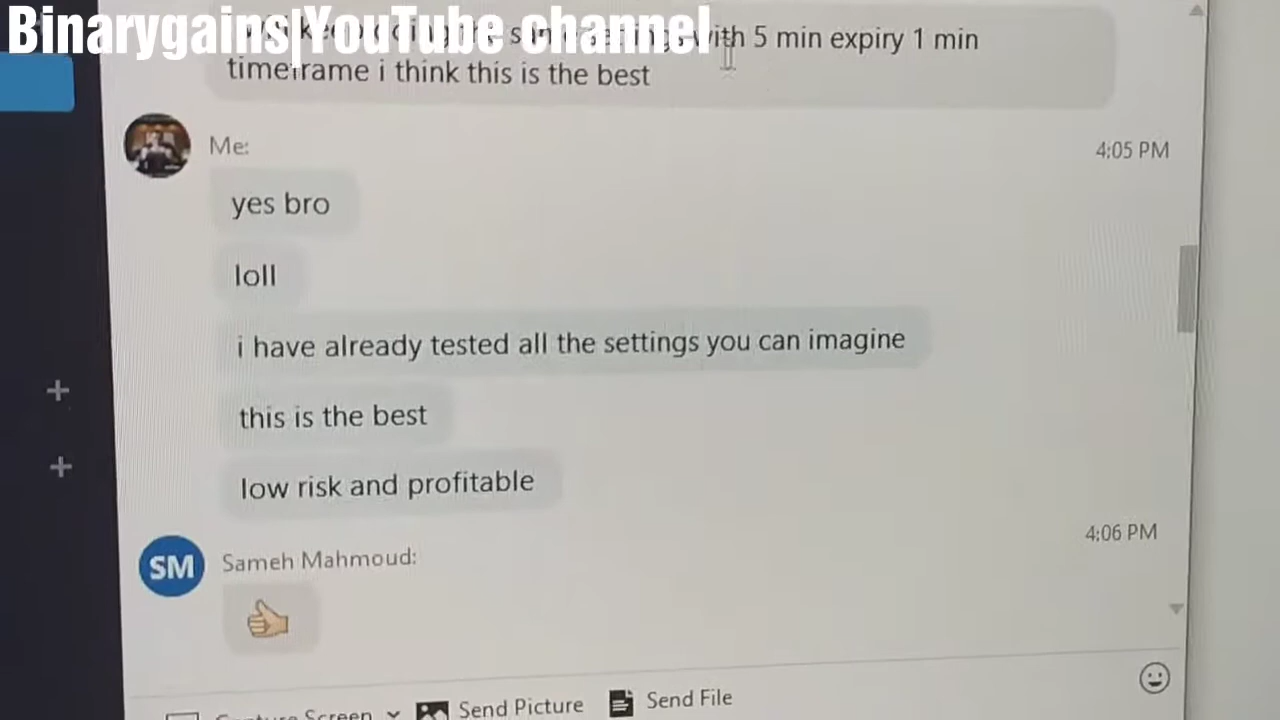 Binarygains|YouTube channel
with 5 min expiry 1 min
timeframe i think this is the best
Me:
4:05 PM
yes bro
loll
i have already tested all the settings you can imagine
this is the best
low risk and profitable
4:06 PM
SM
Sameh Mahmoud:
Capture Screen
Send Picture
Send File